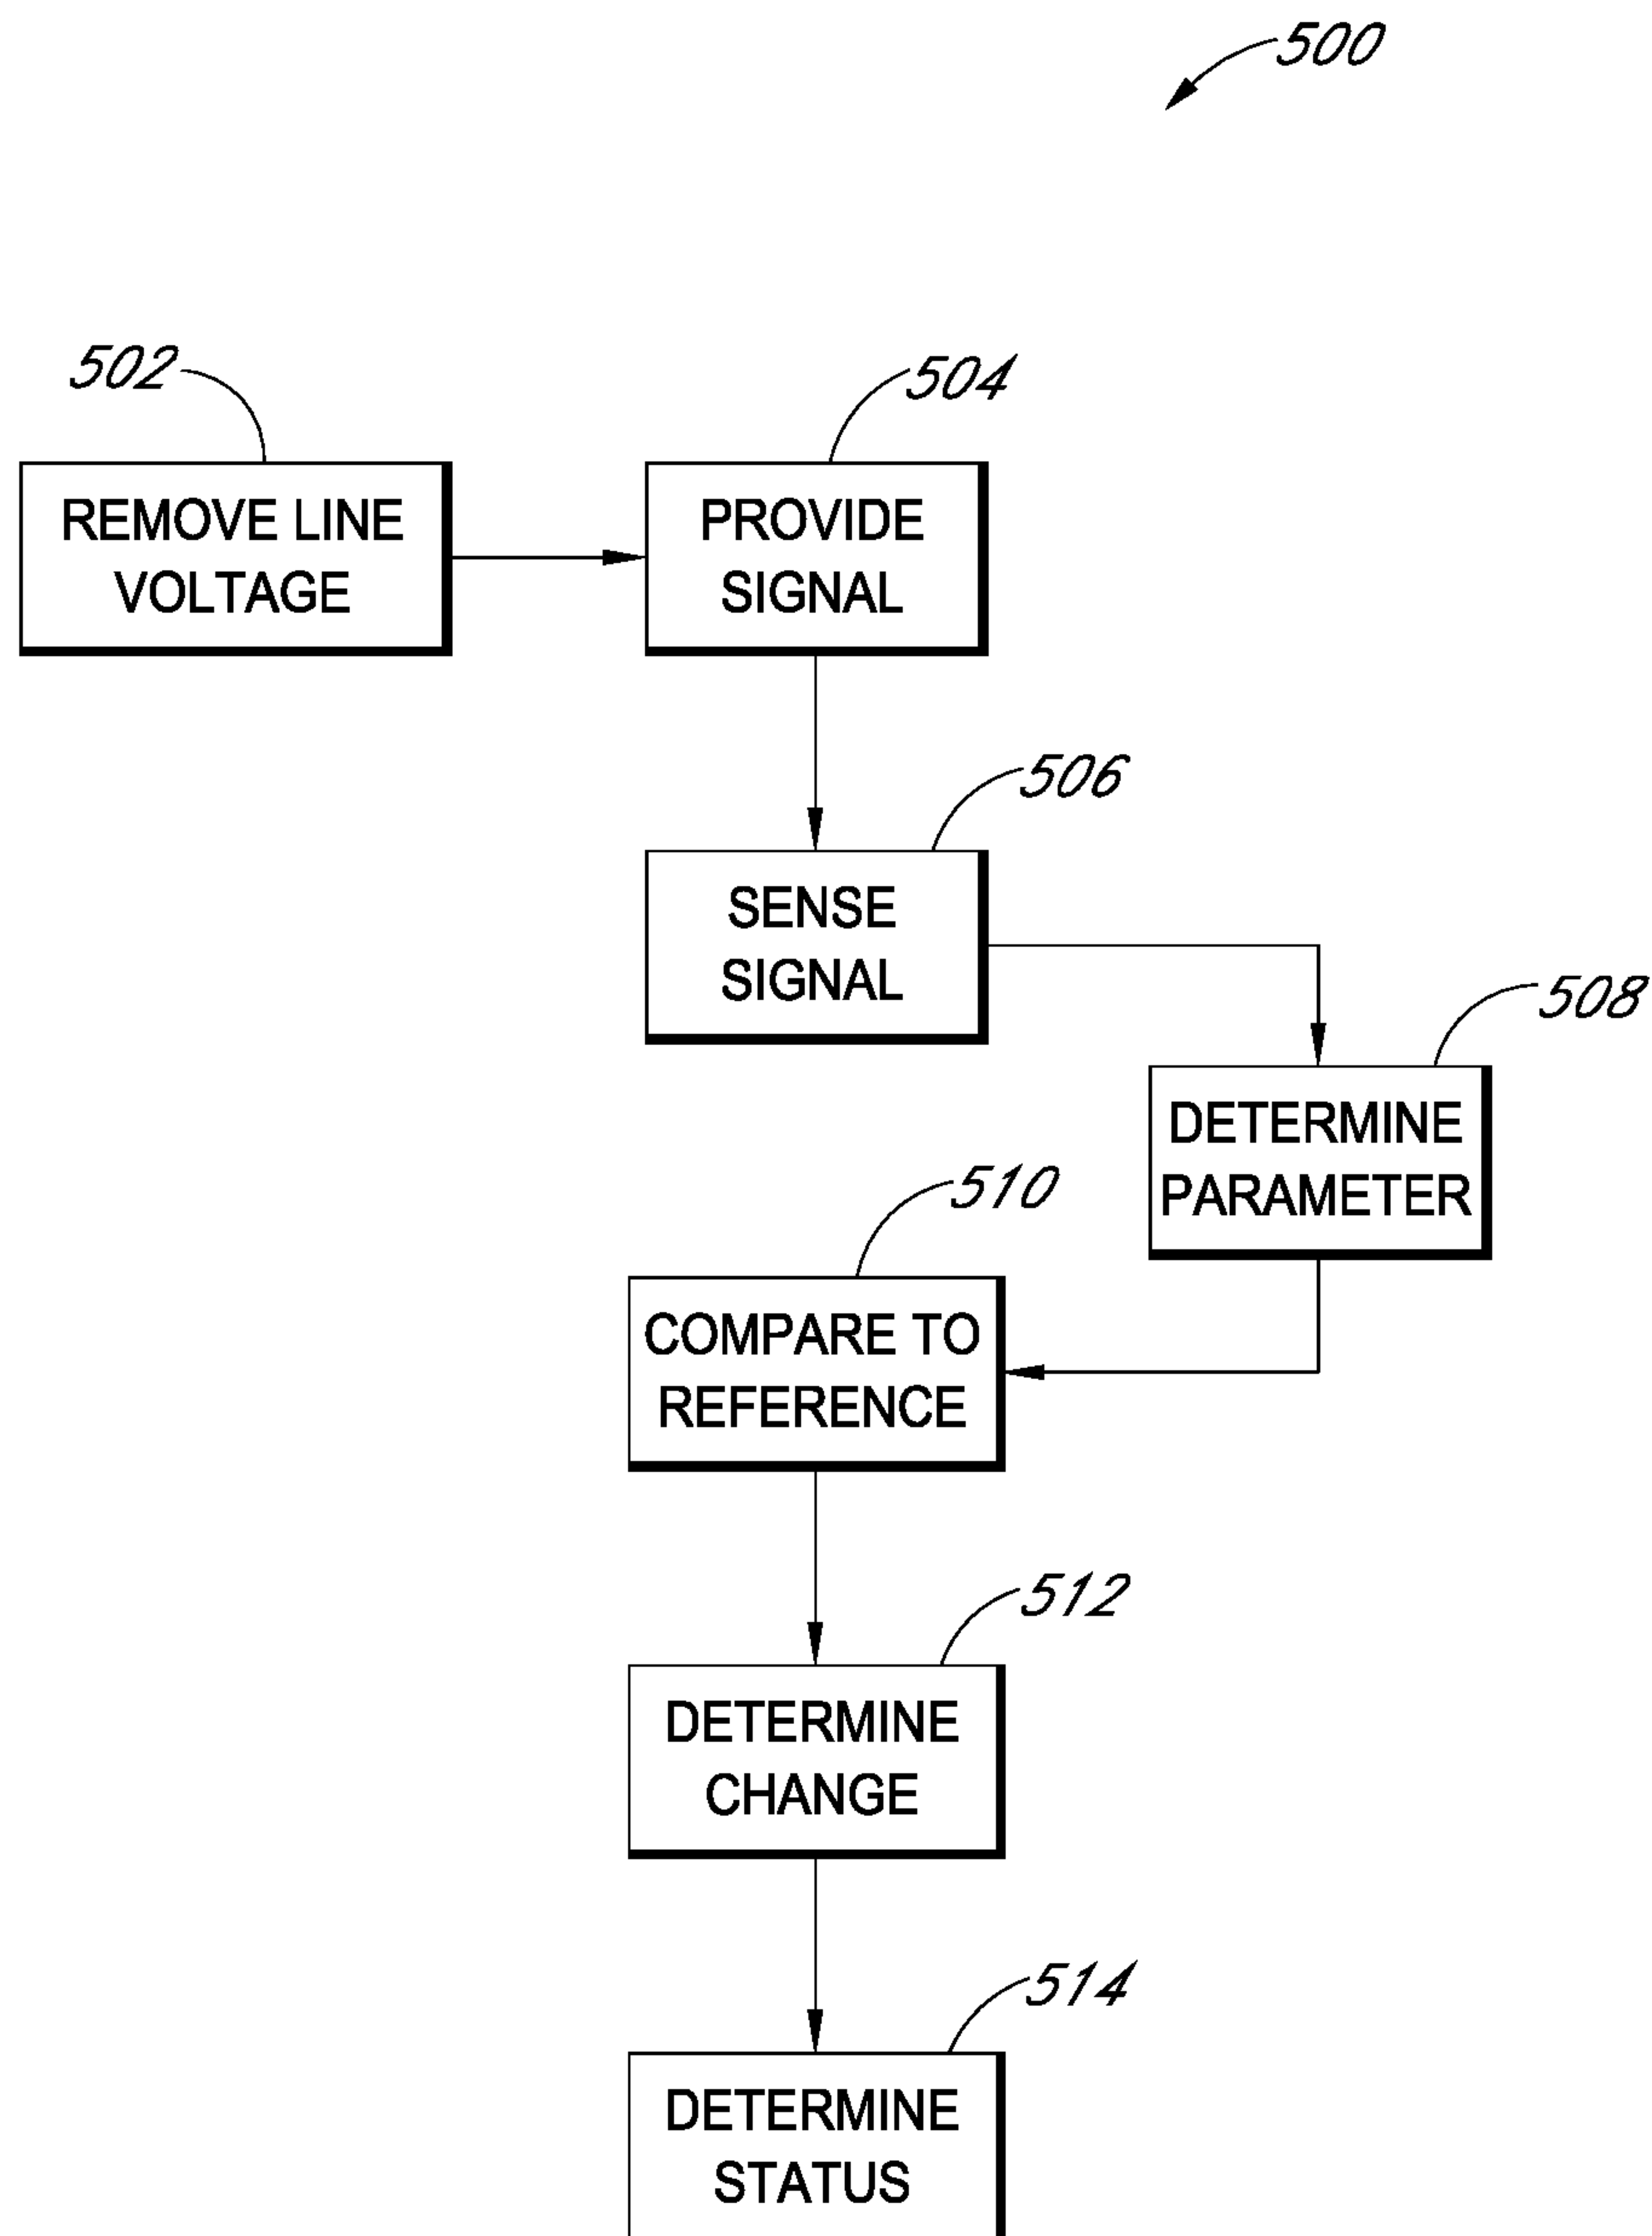 500
502
504
REMOVE LINE
VOLTAGE
PROVIDE
SIGNAL
506
SENSE
SIGNAL
508
DETERMINE
PARAMETER
510
COMPARE TO
REFERENCE
512
DETERMINE
CHANGE
514
DETERMINE
STATUS